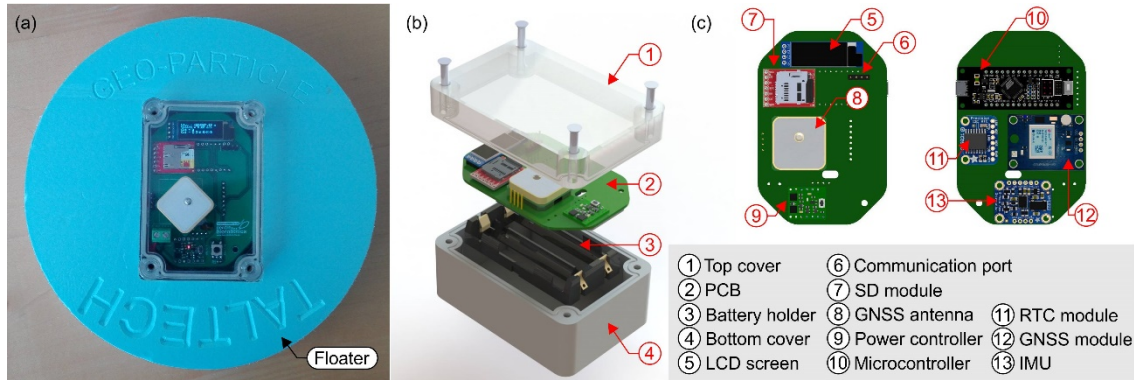 (a)
GEO-PARTICLE
TALTECH
Floater
(b)
1
2
3
4
(c)
5
6
7
8
9
10
11
12
13
1 Top cover
2 PCB
3 Battery holder
4 Bottom cover
5 LCD screen
6 Communication port
7 SD module
8 GNSS antenna
9 Power controller
10 Microcontroller
11 RTC module
12 GNSS module
13 IMU